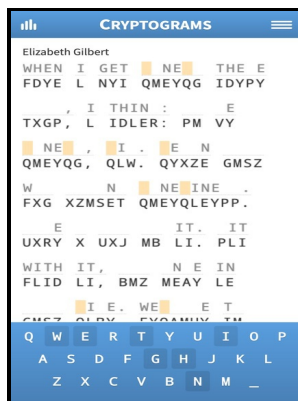 CRYPTOGRAMS
Elizabeth Gilbert
WHEN I GET NE THE E
FDYE L NYI QMEYQG IDYPY
, I THIN : E
TXGP, L IDLER: PM VY
NE , I . E N
QMEYQG, QLW. QYXZE GMSZ
W N NE INE .
FXG XZMSET QMEYQLEYPP.
E IT. IT
UXRY X UXJ MB LI. PLI
WITH IT, N E IN
FLID LI, BMZ MEAY LE
I E. WE E T
Q W E R T Y U I O P
A S D F G H J K L
Z X C V B N M _